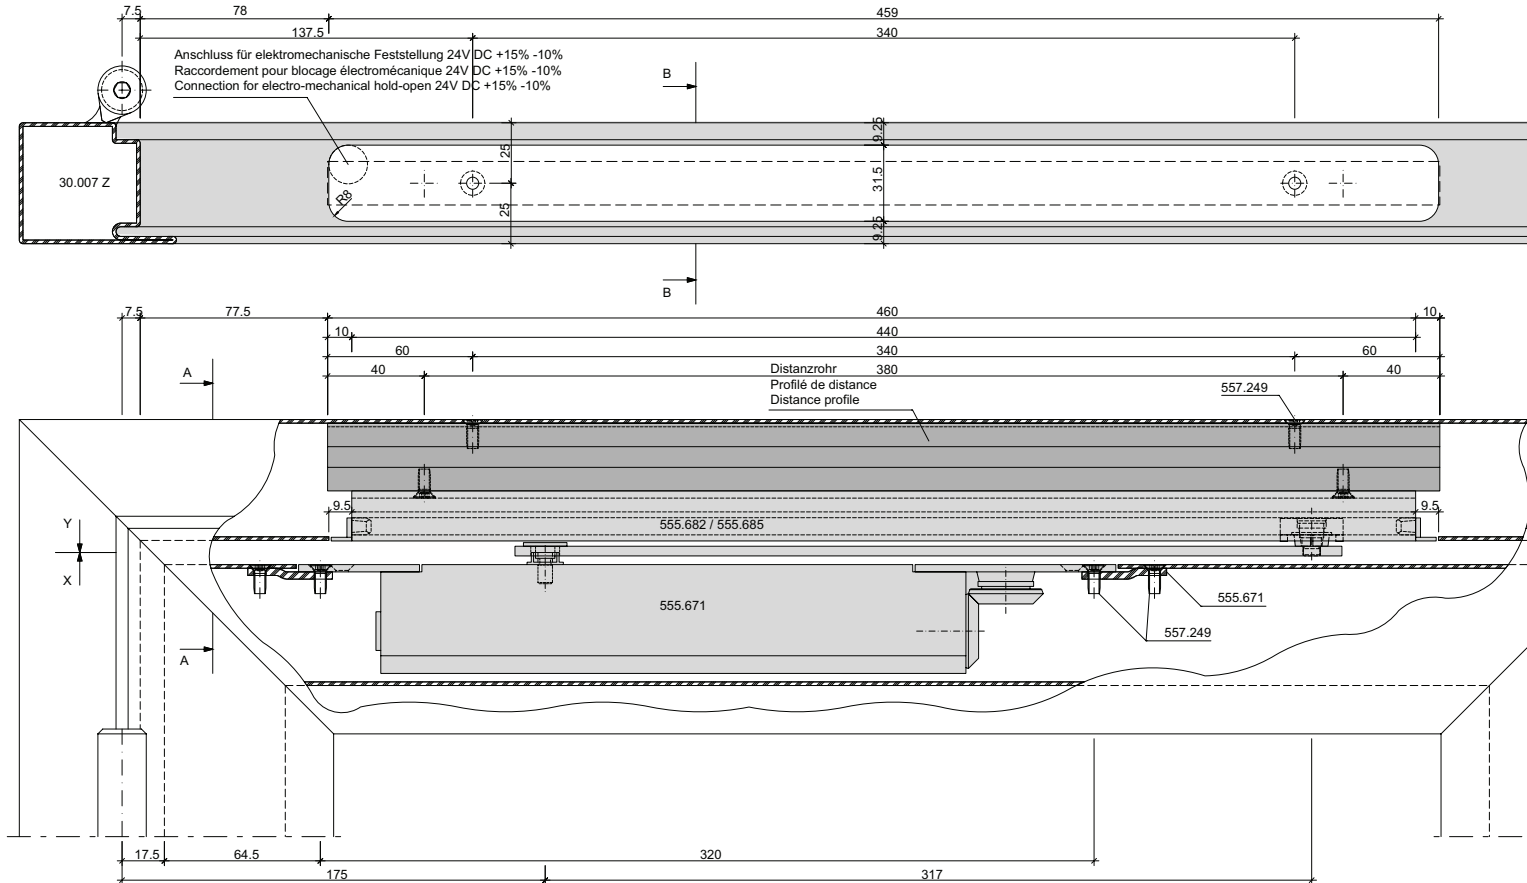 7.5 78 459
137.5 340
Anschluss für elektromechanische Feststellung 24V DC +15% -10%
Raccordement pour blocage électromécanique 24V DC +15% -10%
Connection for electro-mechanical hold-open 24V DC +15% -10%
B
9.25
25
30.007 Z
31.5
R8
25
9.25
B
7.5 77.5 460 10
10 440
60 340 60
40 380 40
A
Distanzrohr
Profilé de distance
Distance profile
557.249
9.5 9.5
Y
555.682 / 555.685
X
555.671
555.671
557.249
A
17.5 64.5 320
175 317